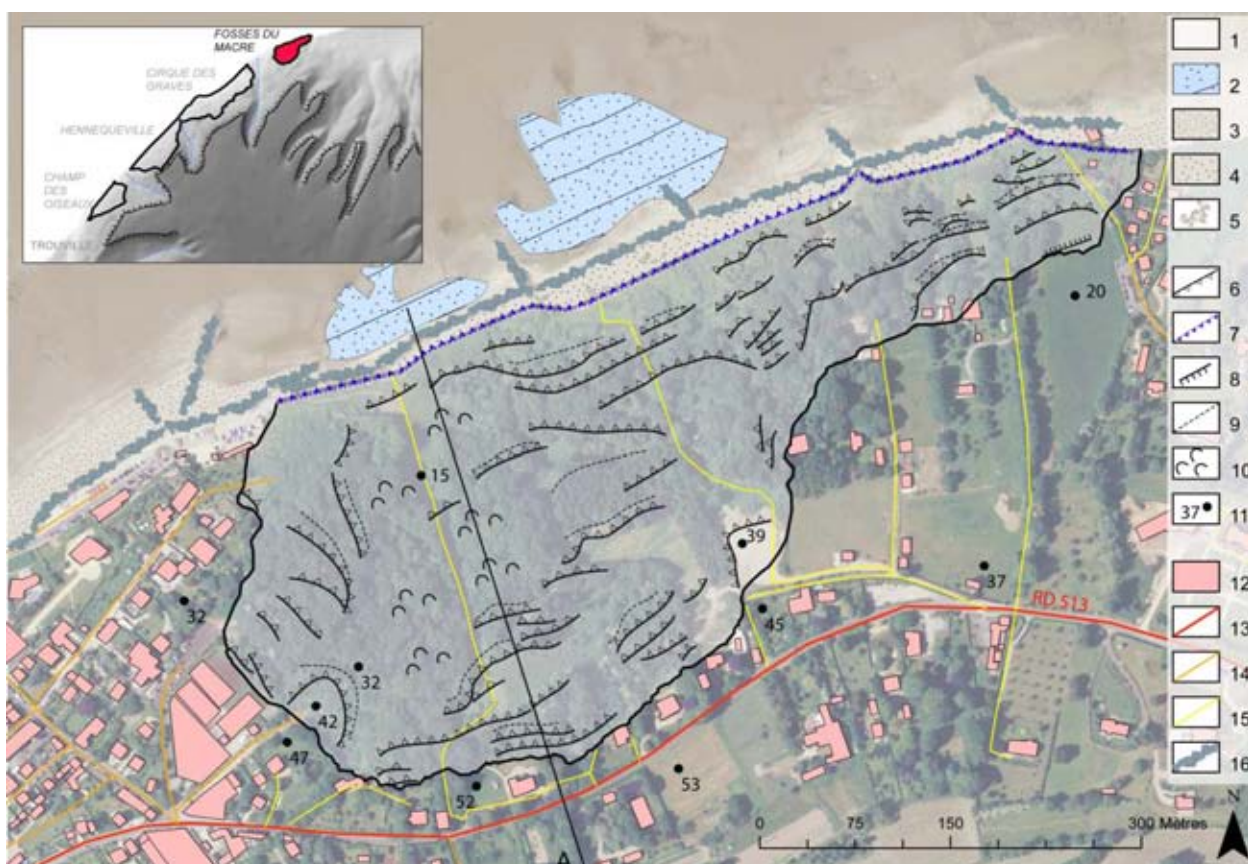 FOSSES DU
MACRE
CIRQUE DES
GRAVES
HENNEQUEVILLE
CHAMP
DES
OISEAUX
TROUVILLE
1
2
3
4
5
6
7
8
9
10
37
11
12
13
14
15
16
20
15
39
32
37
45
RD 513
32
42
47
53
52
N
0 75 150 300 Mètres
A